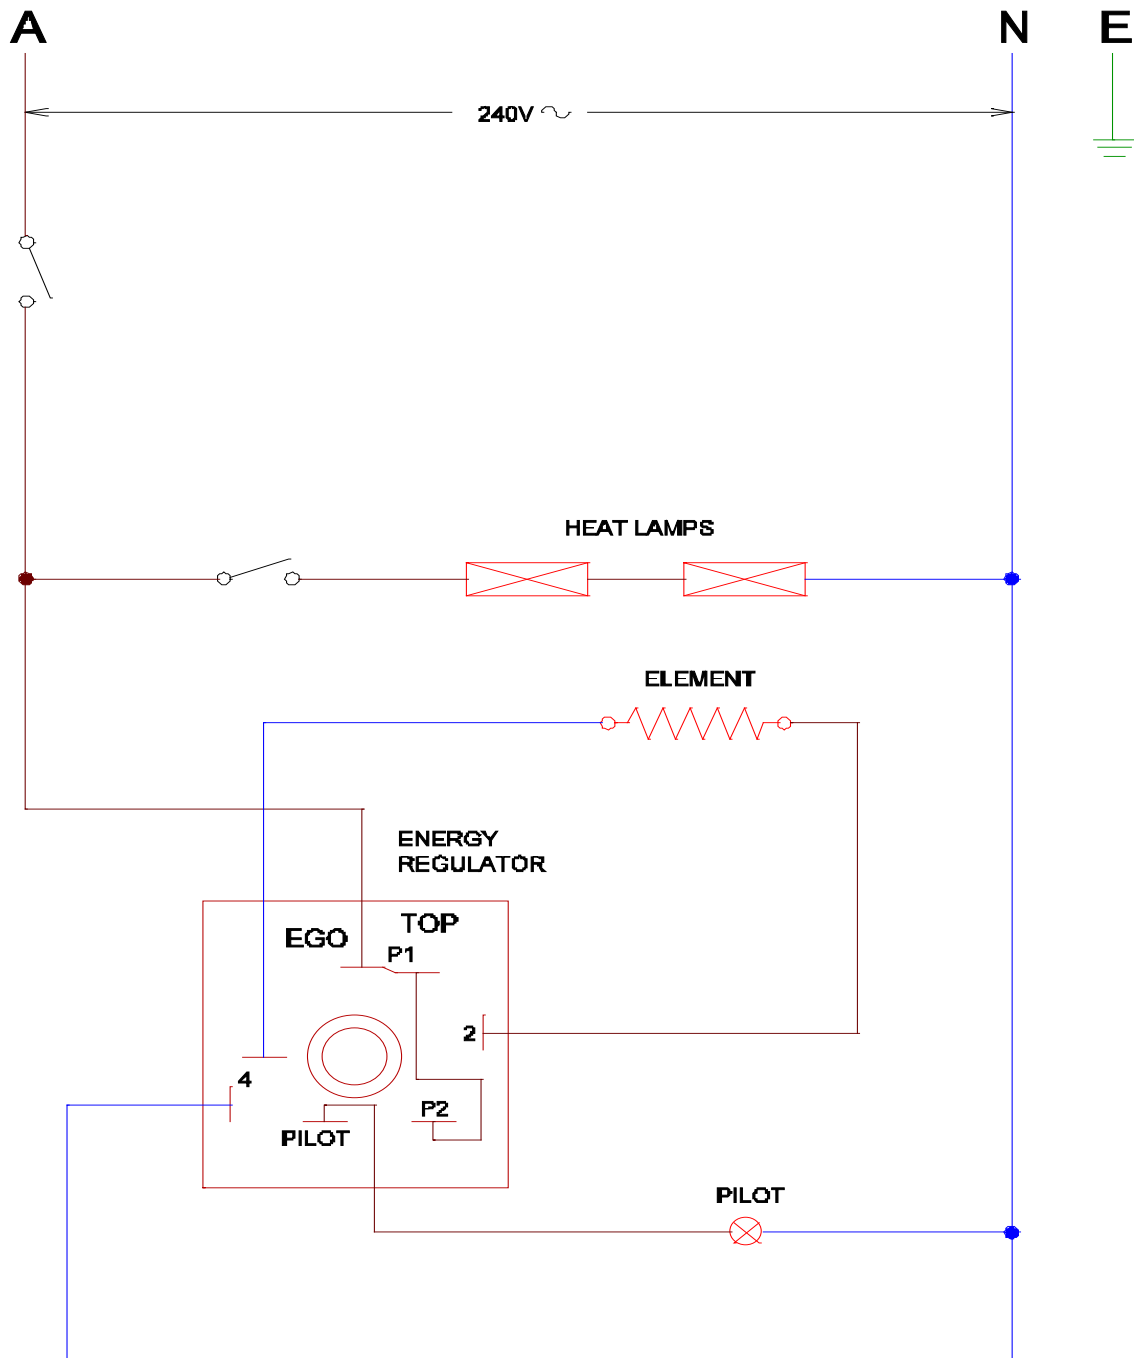 A N E
240V
HEAT LAMPS
ELEMENT
ENERGY
REGULATOR
TOP
EGO
P1
2
4
P2
PILOT
PILOT